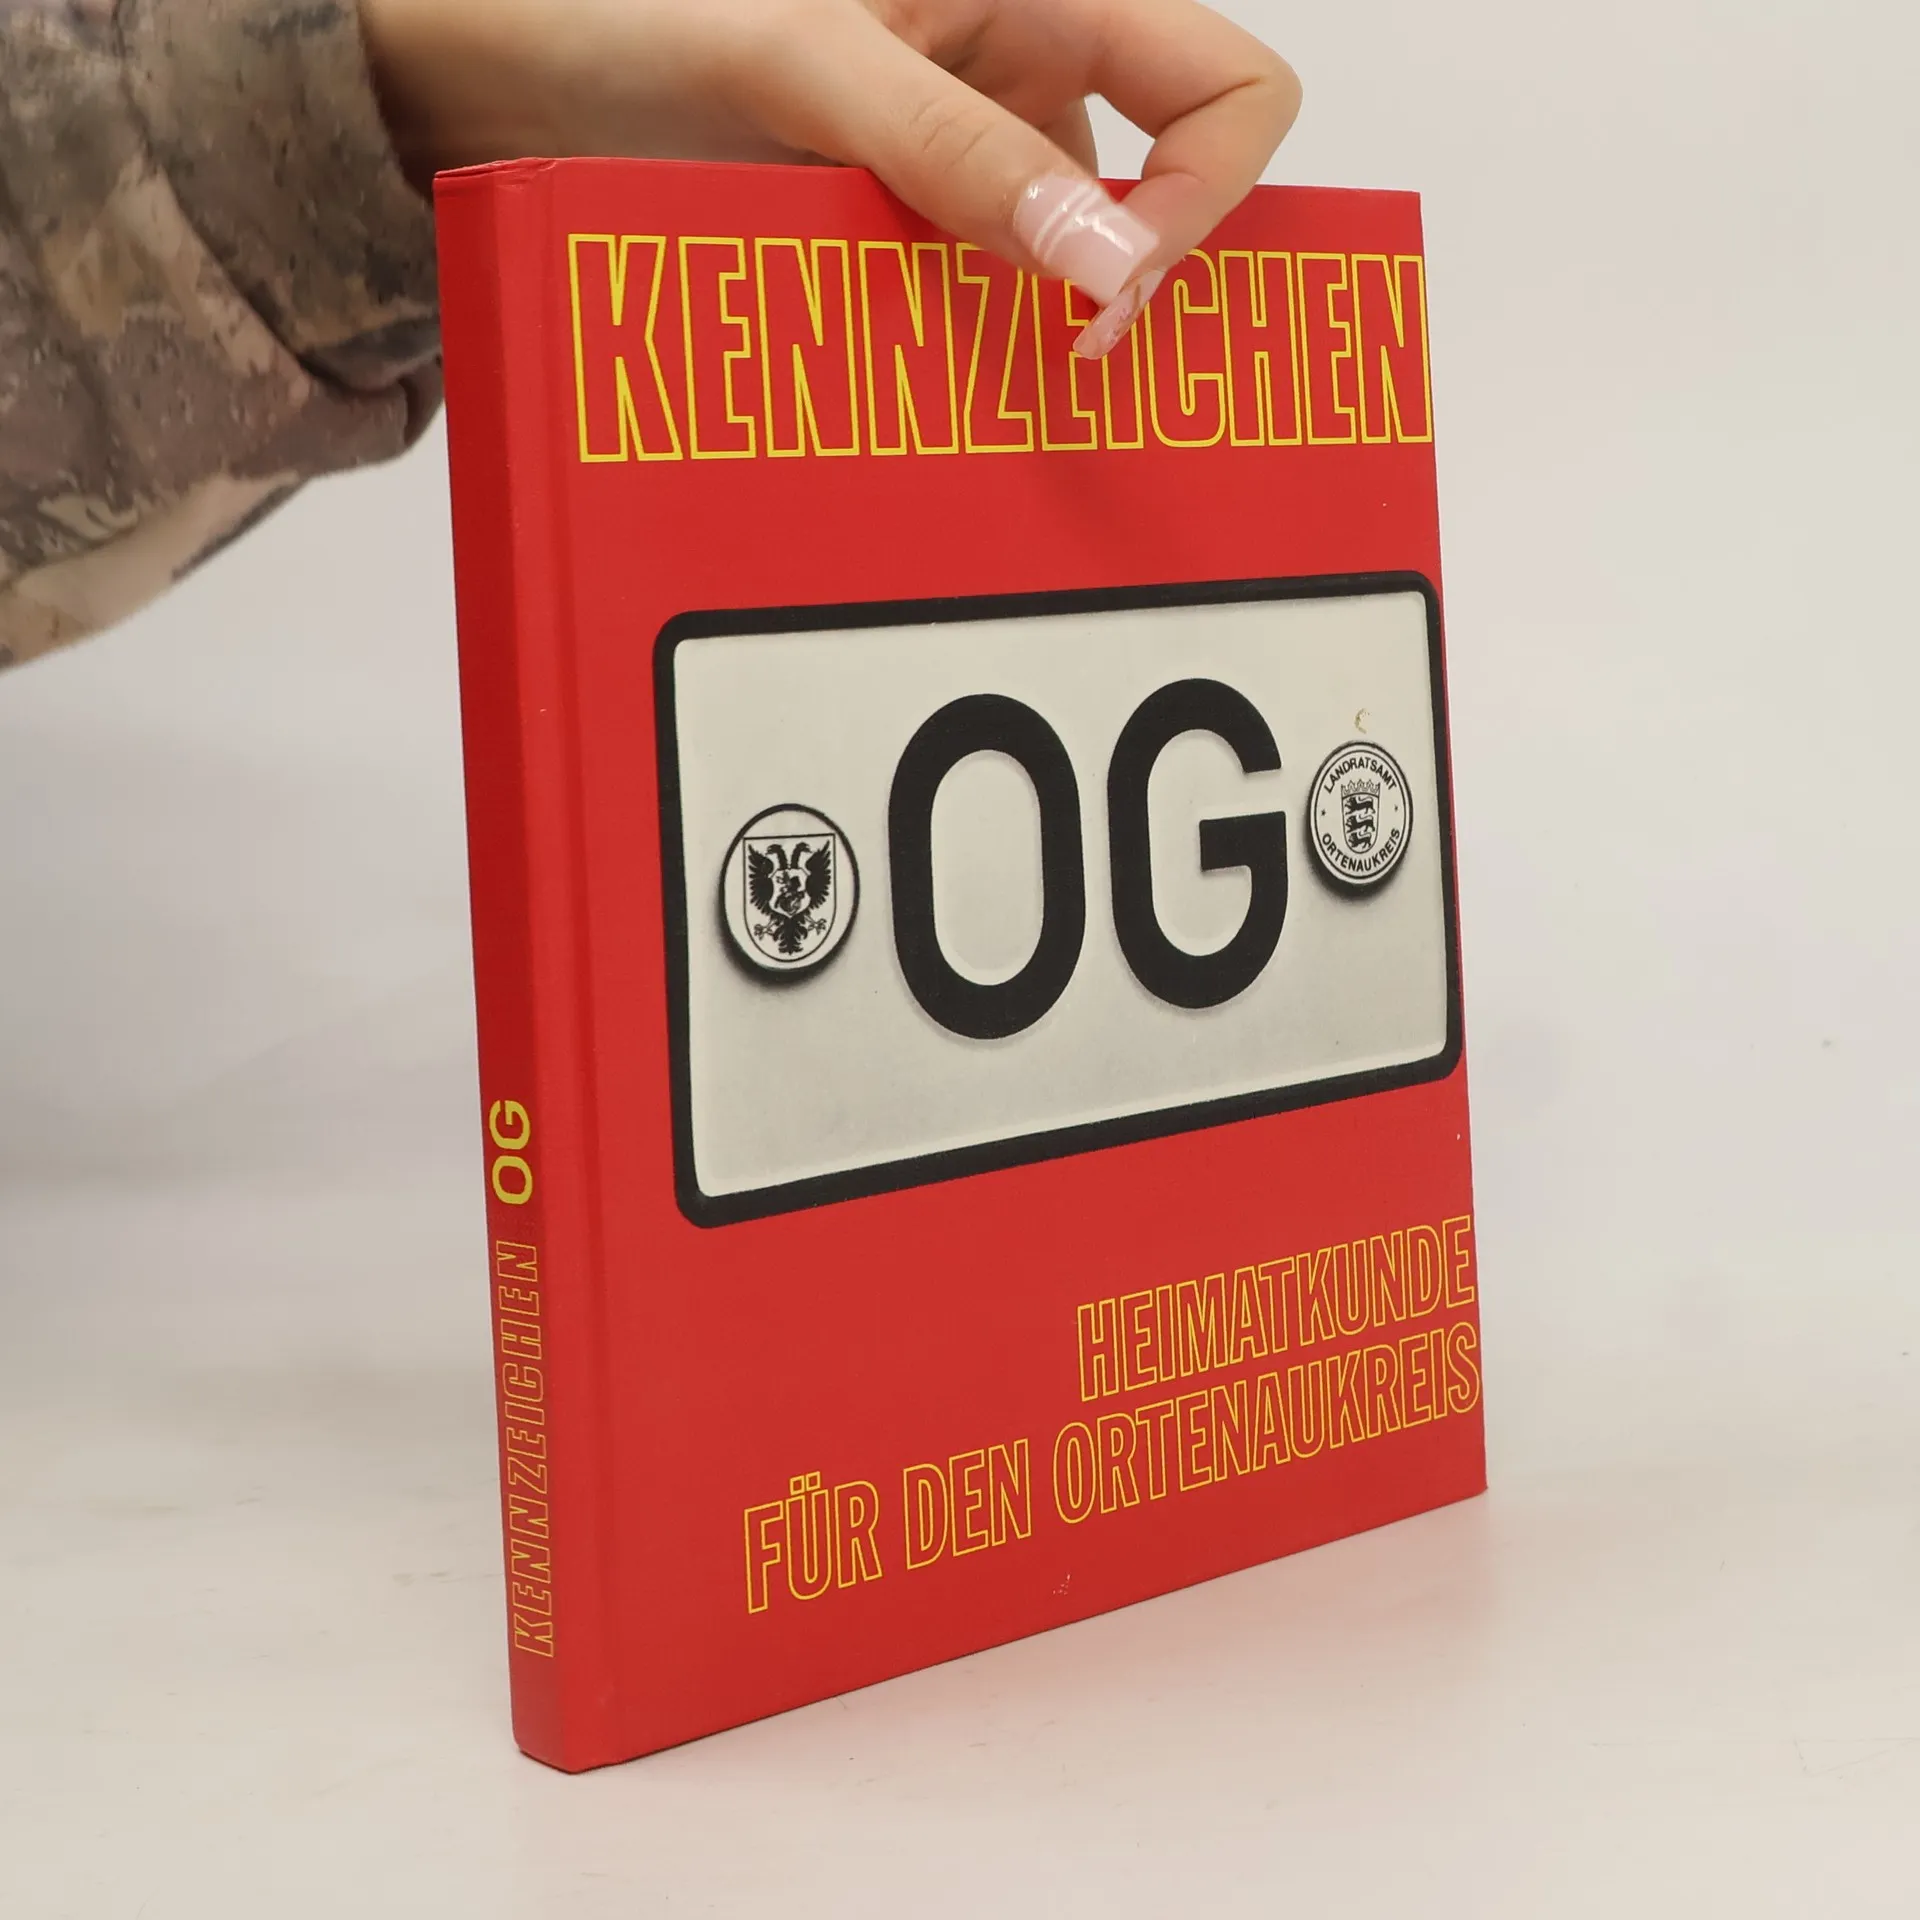 KENNZEICHEN
OG
LANDRATSAMT
ORTENAUKREIS
HEIMATKUNDE
FÜR DEN ORTENAUKREIS
KENNZEICHEN OG